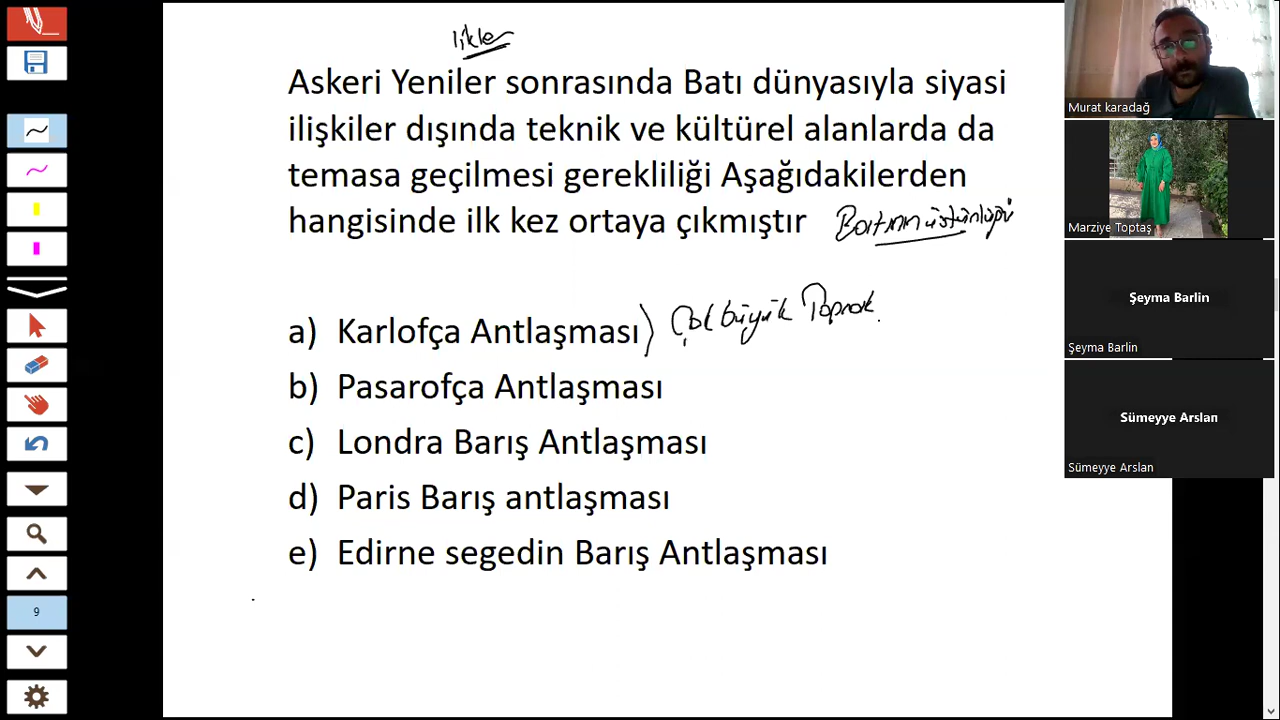 likler
Askeri Yeniler sonrasında Batı dünyasıyla siyasi
ilişkiler dışında teknik ve kültürel alanlarda da
temasa geçilmesi gerekliliği Aşağıdakilerden
hangisinde ilk kez ortaya çıkmıştır
Batının üstünlüğü
a) Karlofça Antlaşması
Çok büyük Toprak
b) Pasarofça Antlaşması
c) Londra Barış Antlaşması
d) Paris Barış antlaşması
e) Edirne segedin Barış Antlaşması
9
Murat karadağ
Marziye Toptaş
Şeyma Barlin
Şeyma Barlin
Sümeyye Arslan
Sümeyye Arslan